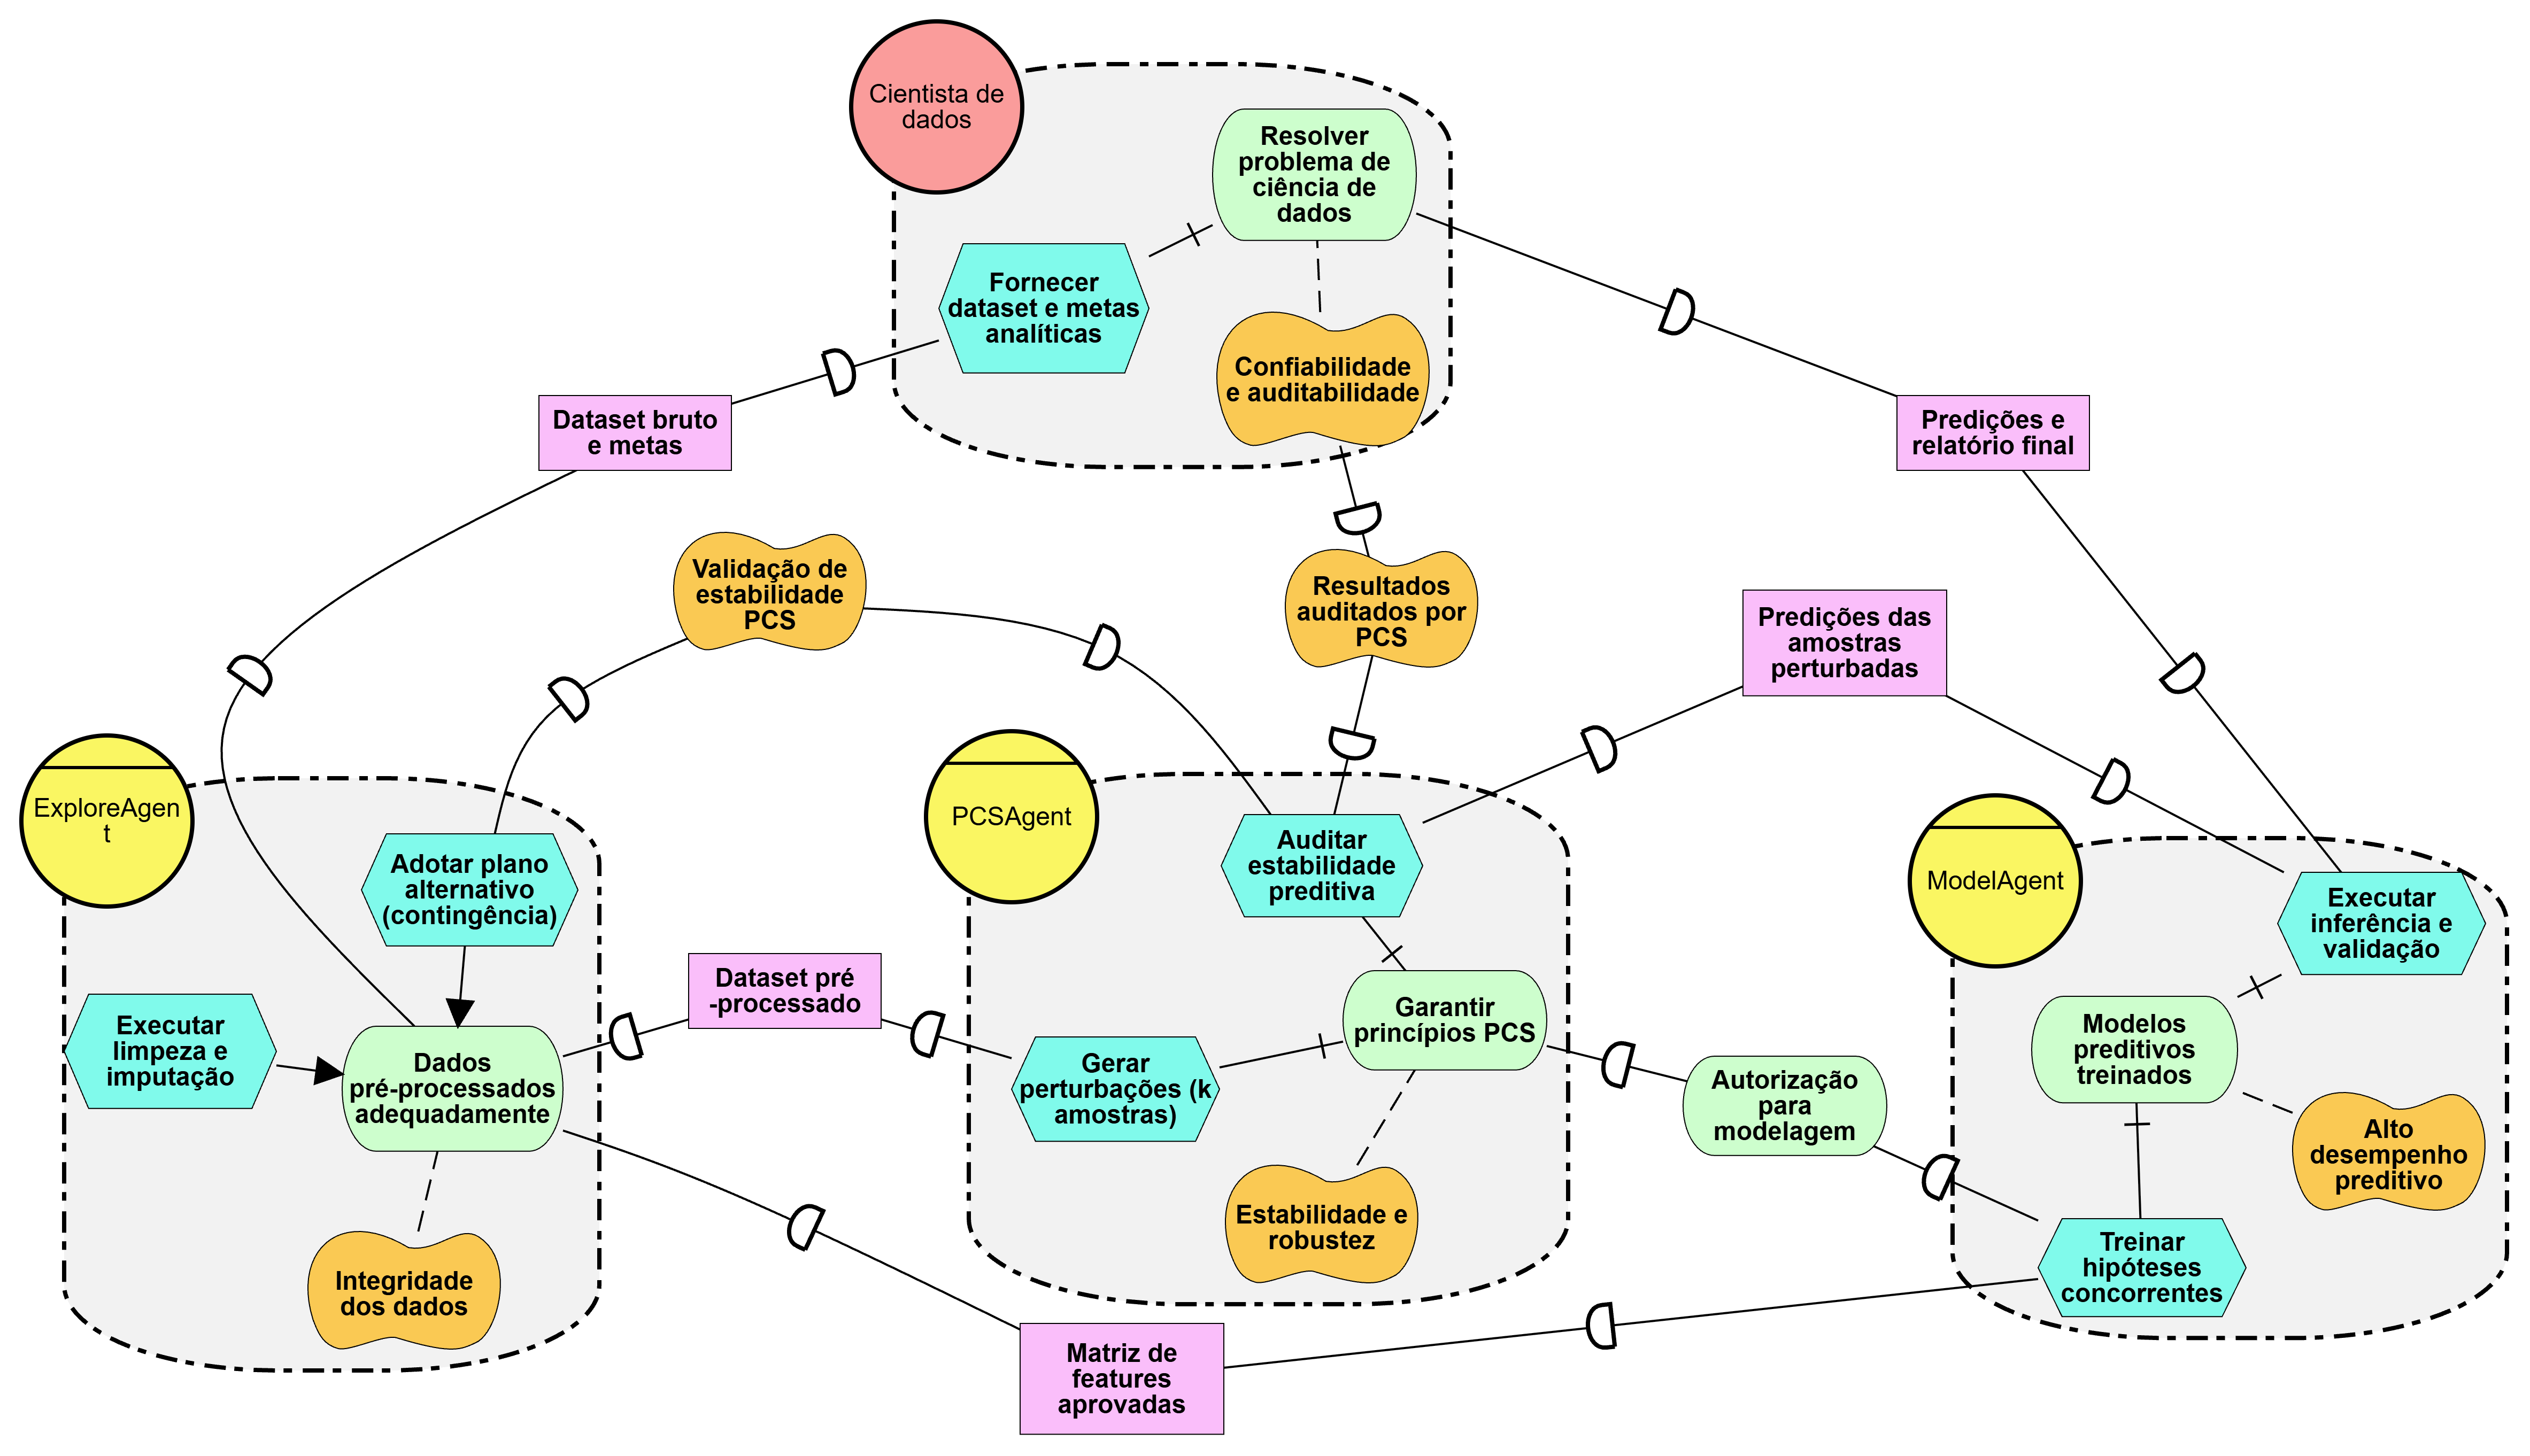 Cientista de
dados
Resolver
problema de
ciência de
dados
Fornecer
dataset e metas
analíticas
Confiabilidade
e auditabilidade
Dataset bruto
e metas
Predições e
relatório final
Validação de
estabilidade
PCS
Resultados
auditados por
PCS
Predições das
amostras
perturbadas
ExploreAgen
t
Adotar plano
alternativo
(contingência)
Executar
limpeza e
imputação
Dados
pré-processados
adequadamente
Integridade
dos dados
Dataset pré
-processado
PCSAgent
Auditar
estabilidade
preditiva
Garantir
princípios PCS
Gerar
perturbações (k
amostras)
Estabilidade e
robustez
Autorização
para
modelagem
Matriz de
features
aprovadas
ModelAgent
Executar
inferência e
validação
Modelos
preditivos
treinados
Alto
desempenho
preditivo
Treinar
hipóteses
concorrentes